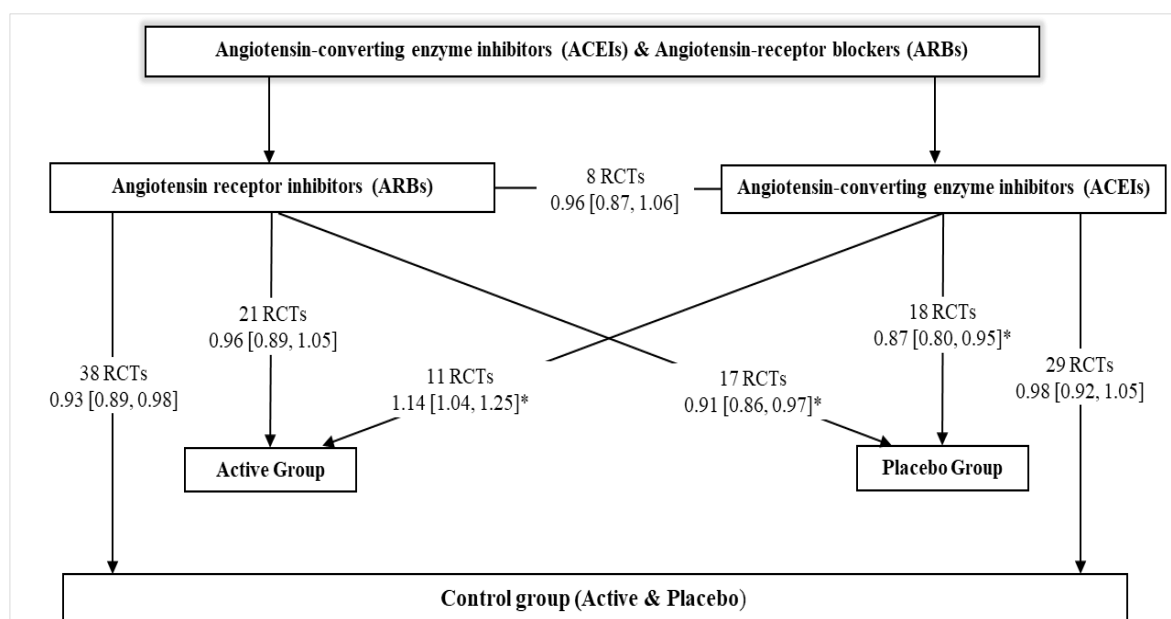 Angiotensin-converting enzyme inhibitors (ACEIs) & Angiotensin-receptor blockers (ARBs)
Angiotensin receptor inhibitors (ARBs)
8 RCTs
0.96 [0.87, 1.06]
Angiotensin-converting enzyme inhibitors (ACEIs)
38 RCTs
0.93 [0.89, 0.98]
21 RCTs
0.96 [0.89, 1.05]
11 RCTs
1.14 [1.04, 1.25]*
17 RCTs
0.91 [0.86, 0.97]*
18 RCTs
0.87 [0.80, 0.95]*
29 RCTs
0.98 [0.92, 1.05]
Active Group
Placebo Group
Control group (Active & Placebo)